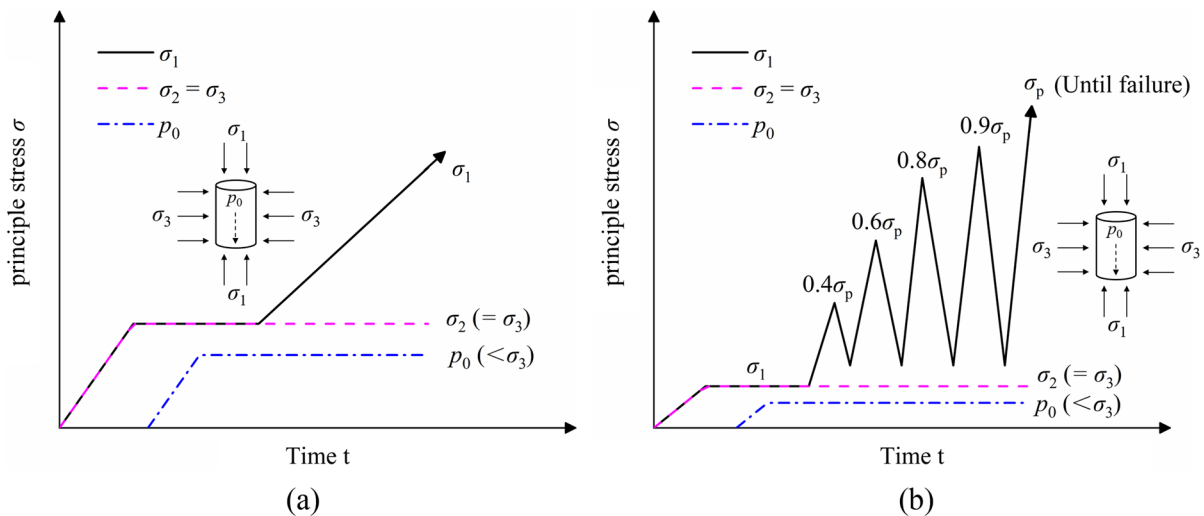 principle stress σ
σ₁
σ₂ = σ₃
p₀
σ₁
p₀
σ₃
σ₃
σ₁
σ₁
σ₂ (= σ₃)
p₀ (<σ₃)
Time t
(a)
principle stress σ
σ₁
σ₂ = σ₃
p₀
σₚ (Until failure)
0.9σₚ
0.8σₚ
0.6σₚ
0.4σₚ
σ₁
p₀
σ₃
σ₃
σ₁
σ₁
σ₂ (= σ₃)
p₀ (<σ₃)
Time t
(b)